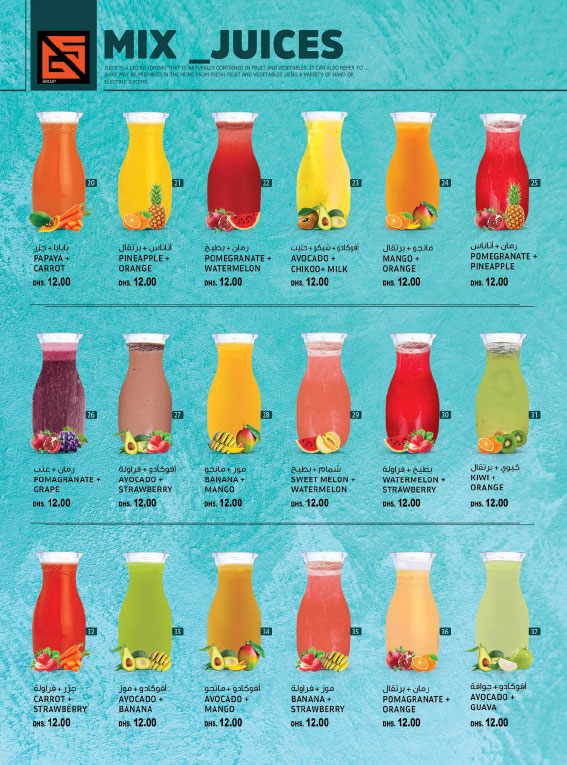 GROUP
MIX _JUICES
JUICE IS A LIQUID (DRINK) THAT IS NATURALLY CONTAINED IN FRUIT AND VEGETABLES. IT CAN ALSO REFER TO ...
JUICE MAY BE PREPARED IN THE HOME FROM FRESH FRUIT AND VEGETABLES USING A VARIETY OF HAND OR
ELECTRIC JUICERS.
20
بابايا + جزر
PAPAYA +
CARROT
DHS. 12.00
21
أناناس + برتقال
PINEAPPLE +
ORANGE
DHS. 12.00
22
رمان + بطيخ
POMEGRANATE +
WATERMELON
DHS. 12.00
23
أفوكادو + شيكو + حليب
AVOCADO +
CHIKOO+ MILK
DHS. 12.00
24
مانجو + برتقال
MANGO +
ORANGE
DHS. 12.00
25
رمان + أناناس
POMEGRANATE +
PINEAPPLE
DHS. 12.00
26
رمان + عنب
POMAGRANATE +
GRAPE
DHS. 12.00
27
أفوكادو + فراولة
AVOCADO +
STRAWBERRY
DHS. 12.00
28
موز + مانجو
BANANA +
MANGO
DHS. 12.00
29
شمام + بطيخ
SWEET MELON +
WATERMELON
DHS. 12.00
30
بطيخ + فراولة
WATERMELON +
STRAWBERRY
DHS. 12.00
31
كيوي + برتقال
KIWI +
ORANGE
DHS. 12.00
32
جزر + فراولة
CARROT +
STRAWBERRY
DHS. 12.00
33
أفوكادو + موز
AVOCADO +
BANANA
DHS. 12.00
34
أفوكادو + مانجو
AVOCADO +
MANGO
DHS. 12.00
35
موز + فراولة
BANANA +
STRAWBERRY
DHS. 12.00
36
رمان + برتقال
POMAGRANATE +
ORANGE
DHS. 12.00
37
أفوكادو + جوافة
AVOCADO +
GUAVA
DHS. 12.00